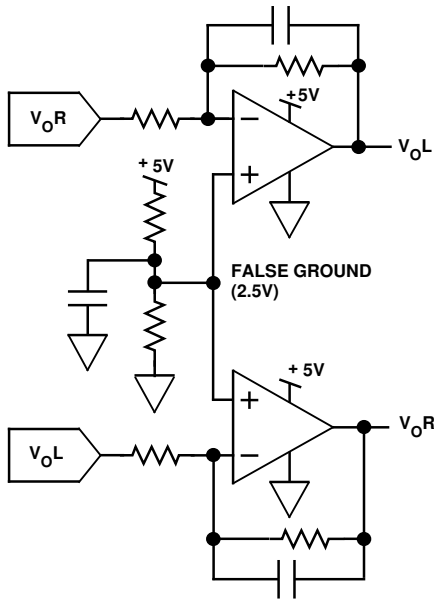 +5V
VOR
VOL
+ 5V
FALSE GROUND
(2.5V)
+ 5V
VOR
VOL